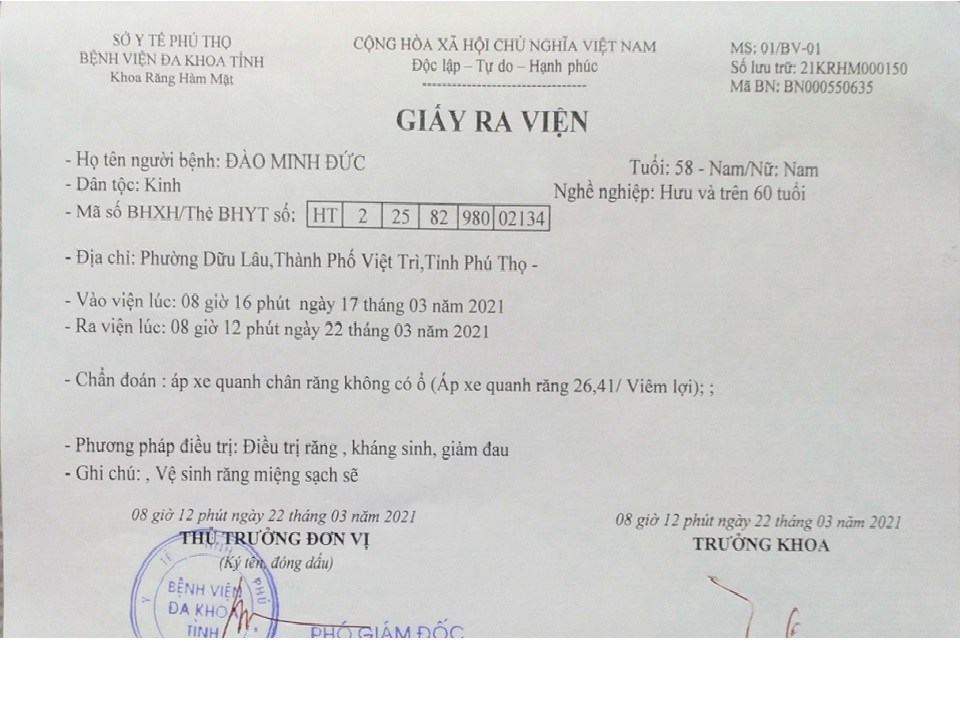 SỞ Y TẾ PHÚ THỌ
BỆNH VIỆN ĐA KHOA TỈNH
Khoa Răng Hàm Mặt
CỘNG HÒA XÃ HỘI CHỦ NGHĨA VIỆT NAM
Độc lập – Tự do – Hạnh phúc
--------------------------------
MS: 01/BV-01
Số lưu trữ: 21KRHM000150
Mã BN: BN000550635
GIẤY RA VIỆN
- Họ tên người bệnh: ĐÀO MINH ĐỨC
Tuổi: 58 - Nam/Nữ: Nam
- Dân tộc: Kinh
Nghề nghiệp: Hưu và trên 60 tuổi
- Mã số BHXH/Thẻ BHYT số: HT 2 25 82 980 02134
- Địa chỉ: Phường Dữu Lâu,Thành Phố Việt Trì,Tỉnh Phú Thọ -
- Vào viện lúc: 08 giờ 16 phút ngày 17 tháng 03 năm 2021
- Ra viện lúc: 08 giờ 12 phút ngày 22 tháng 03 năm 2021
- Chẩn đoán : áp xe quanh chân răng không có ổ (Áp xe quanh răng 26,41/ Viêm lợi); ;
- Phương pháp điều trị: Điều trị răng , kháng sinh, giảm đau
- Ghi chú: , Vệ sinh răng miệng sạch sẽ
08 giờ 12 phút ngày 22 tháng 03 năm 2021
THỦ TRƯỞNG ĐƠN VỊ
(Ký tên, đóng dấu)
08 giờ 12 phút ngày 22 tháng 03 năm 2021
TRƯỞNG KHOA
BỆNH VIỆN
ĐA KHOA
TỈNH
PHÓ GIÁM ĐỐC